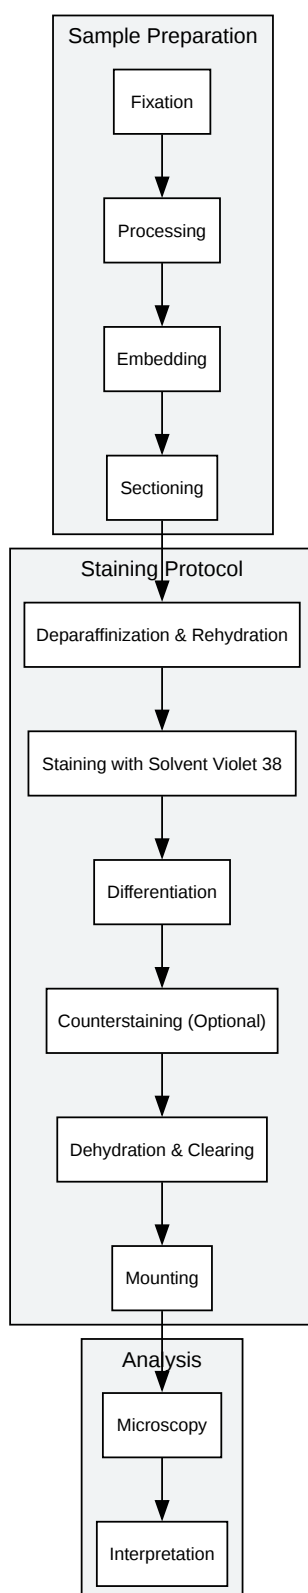 Sample Preparation
Fixation
Processing
Embedding
Sectioning
Staining Protocol
Deparaffinization & Rehydration
Staining with Solvent Violet 38
Differentiation
Counterstaining (Optional)
Dehydration & Clearing
Mounting
Analysis
Microscopy
Interpretation